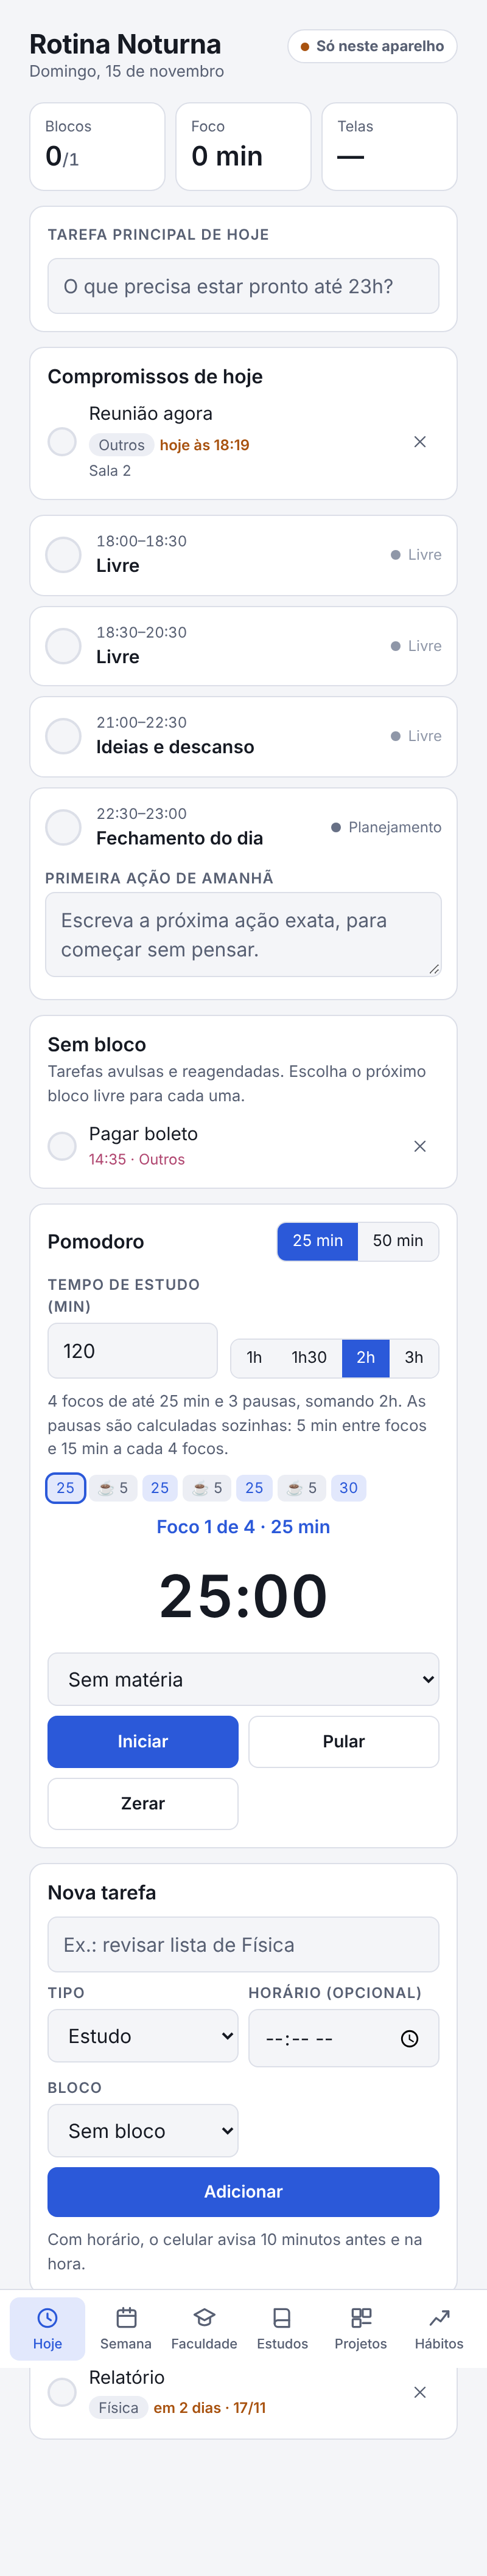 Rotina Noturna
Só neste aparelho
Domingo, 15 de novembro
Blocos
0/1
Foco
0 min
Telas
—
TAREFA PRINCIPAL DE HOJE
O que precisa estar pronto até 23h?
Compromissos de hoje
Reunião agora
Outros hoje às 18:19
Sala 2
18:00–18:30
Livre
Livre
18:30–20:30
Livre
Livre
21:00–22:30
Ideias e descanso
Livre
22:30–23:00
Fechamento do dia
Planejamento
PRIMEIRA AÇÃO DE AMANHÃ
Escreva a próxima ação exata, para
começar sem pensar.
Sem bloco
Tarefas avulsas e reagendadas. Escolha o próximo
bloco livre para cada uma.
Pagar boleto
14:35 · Outros
Pomodoro
25 min 50 min
TEMPO DE ESTUDO
(MIN)
120
1h 1h30 2h 3h
4 focos de até 25 min e 3 pausas, somando 2h. As
pausas são calculadas sozinhas: 5 min entre focos
e 15 min a cada 4 focos.
25 ☕ 5 25 ☕ 5 25 ☕ 5 30
Foco 1 de 4 · 25 min
25:00
Sem matéria
Iniciar
Pular
Zerar
Nova tarefa
Ex.: revisar lista de Física
TIPO
HORÁRIO (OPCIONAL)
Estudo
--:-- --
BLOCO
Sem bloco
Adicionar
Com horário, o celular avisa 10 minutos antes e na
hora.
Hoje Semana Faculdade Estudos Projetos Hábitos
Relatório
Física em 2 dias · 17/11